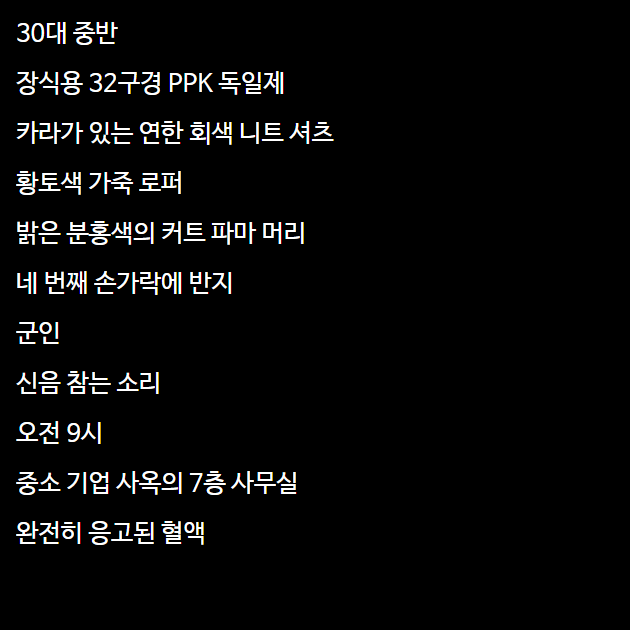 30대 중반
장식용 32구경 PPK 독일제
카라가 있는 연한 회색 니트 셔츠
황토색 가죽 로퍼
밝은 분홍색의 커트 파마 머리
네 번째 손가락에 반지
군인
신음 참는 소리
오전 9시
중소 기업 사옥의 7층 사무실
완전히 응고된 혈액